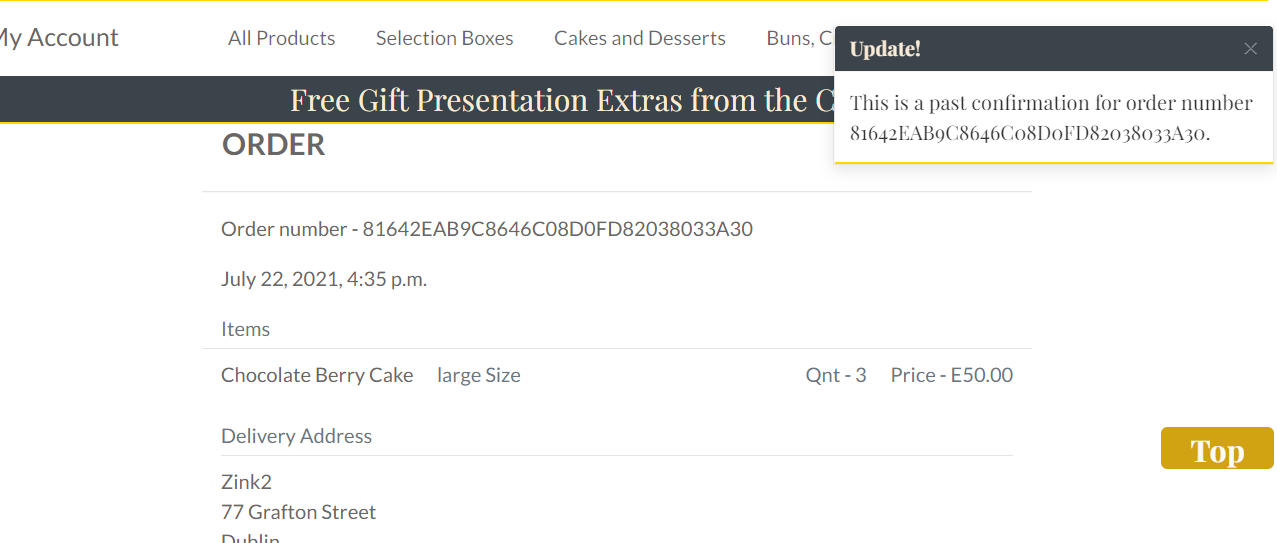 My Account
All Products Selection Boxes Cakes and Desserts Buns, C
Update!
This is a past confirmation for order number
81642EAB9C8646C08D0FD82038033A30.
Free Gift Presentation Extras from the C
ORDER
Order number - 81642EAB9C8646C08D0FD82038033A30
July 22, 2021, 4:35 p.m.
Items
Chocolate Berry Cake large Size Qnt - 3 Price - E50.00
Delivery Address
Top
Zink2
77 Grafton Street
Dublin